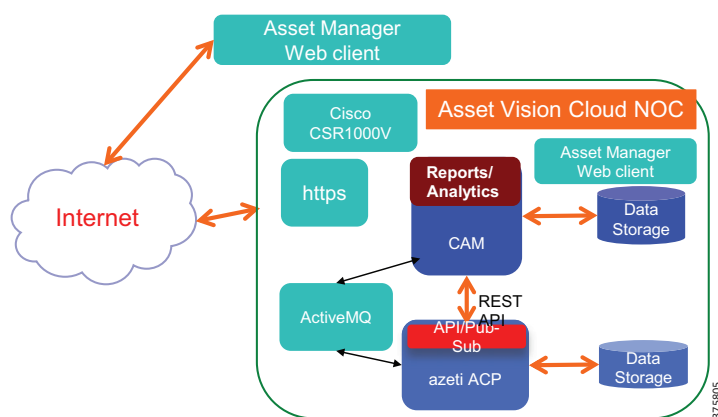 Asset Manager
Web client
Asset Vision Cloud NOC
Cisco
CSR1000V
Asset Manager
Web client
https
Reports/
Analytics
Internet
Data
Storage
CAM
REST
API
ActiveMQ
API/Pub-
Sub
azeti ACP
Data
Storage
375805